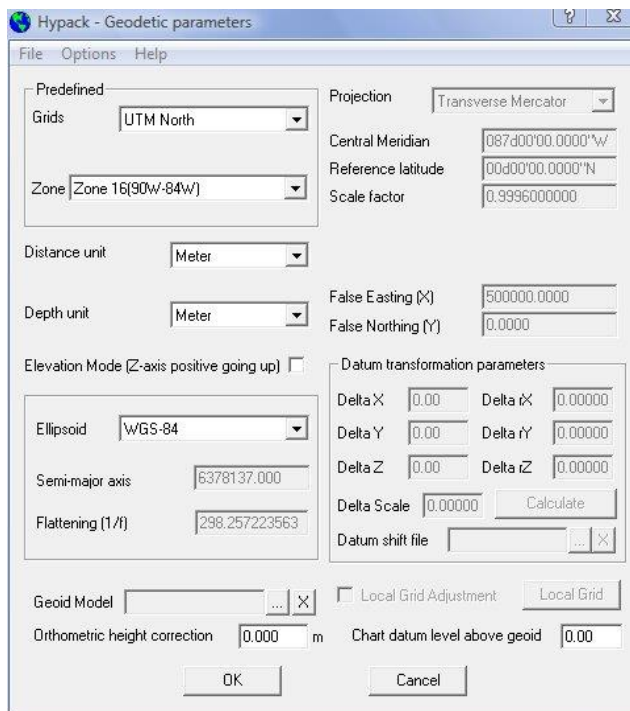 Hypack - Geodetic parameters
File Options Help
Predefined
Grids UTM North
Zone Zone 16(90W-84W)
Projection Transverse Mercator
Central Meridian 087d00'00.0000"W
Reference latitude 00d00'00.0000"N
Scale factor 0.9996000000
Distance unit Meter
Depth unit Meter
False Easting (X) 500000.0000
False Northing (Y) 0.0000
Elevation Mode (Z-axis positive going up)
Ellipsoid WGS-84
Semi-major axis 6378137.000
Flattening (1/f) 298.257223563
Datum transformation parameters
Delta X 0.00 Delta rX 0.00000
Delta Y 0.00 Delta rY 0.00000
Delta Z 0.00 Delta rZ 0.00000
Delta Scale 0.00000 Calculate
Datum shift file ... X
Geoid Model ... X
Local Grid Adjustment Local Grid
Orthometric height correction 0.000 m
Chart datum level above geoid 0.00
OK Cancel